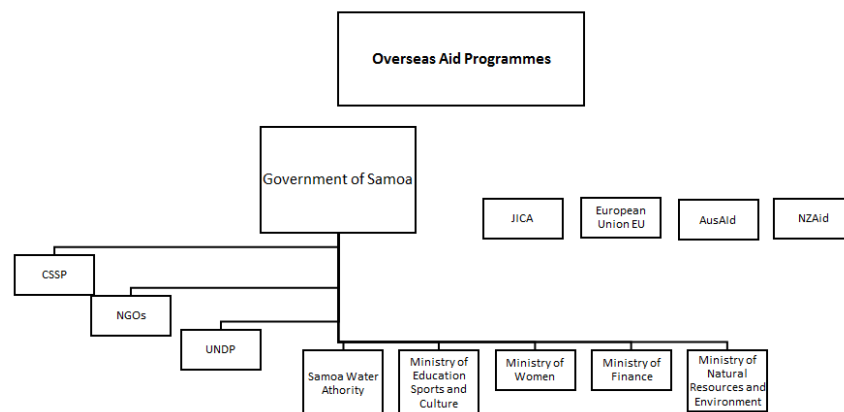 Overseas Aid Programmes
Government of Samoa
JICA
European
Union EU
AusAId
NZAid
CSSP
NGOs
UNDP
Samoa Water
Athority
Ministry of
Education
Sports and
Culture
Ministry of
Women
Ministry of
Finance
Ministry of
Natural
Resources and
Environment